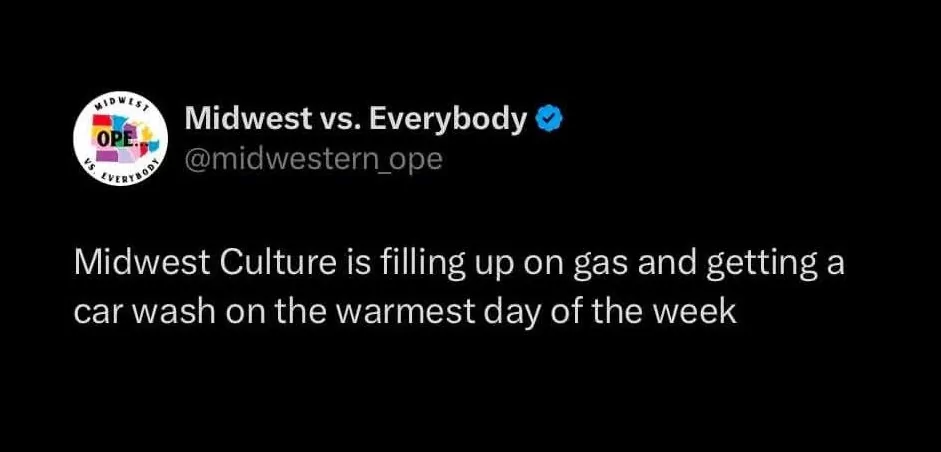 MIDWEST
OPE...
VS. EVERYBODY
Midwest vs. Everybody
@midwestern_ope
Midwest Culture is filling up on gas and getting a
car wash on the warmest day of the week